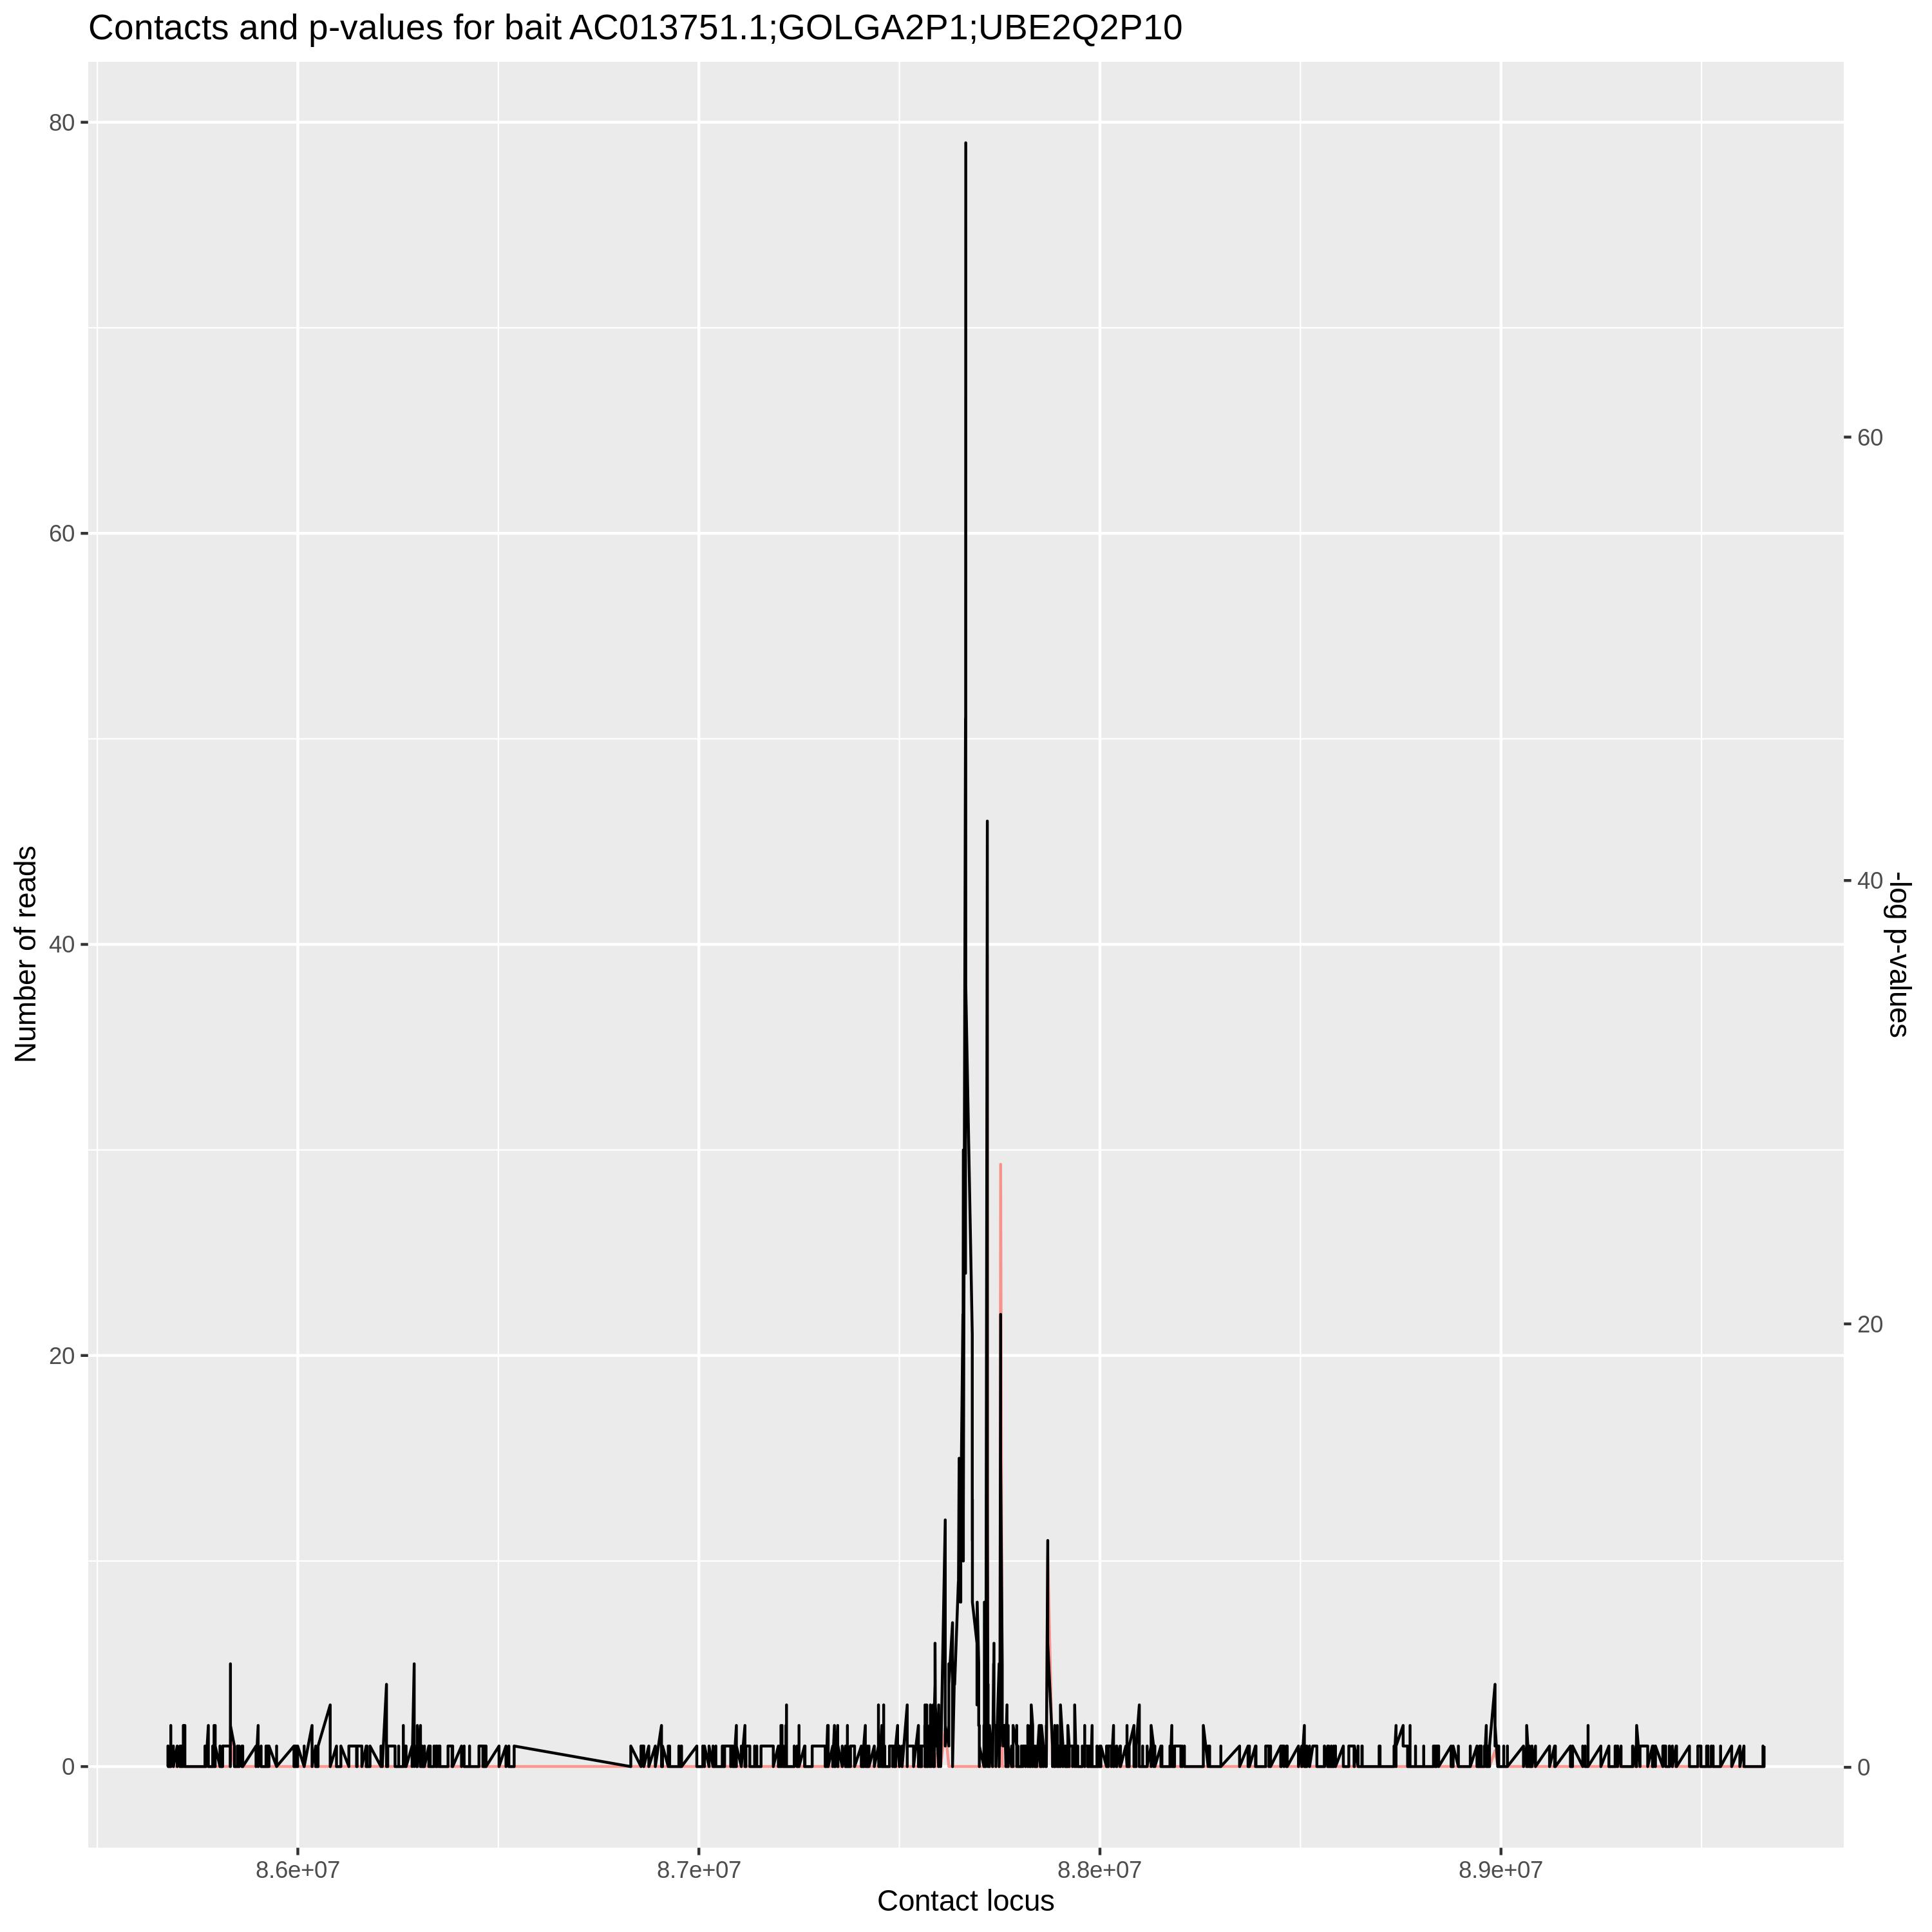 Contacts and p-values for bait AC013751.1;GOLGA2P1;UBE2Q2P10
80
60
40
20
0
Number of reads
60
40
20
0
-log p-values
8.6e+07 8.7e+07 8.8e+07 8.9e+07
Contact locus